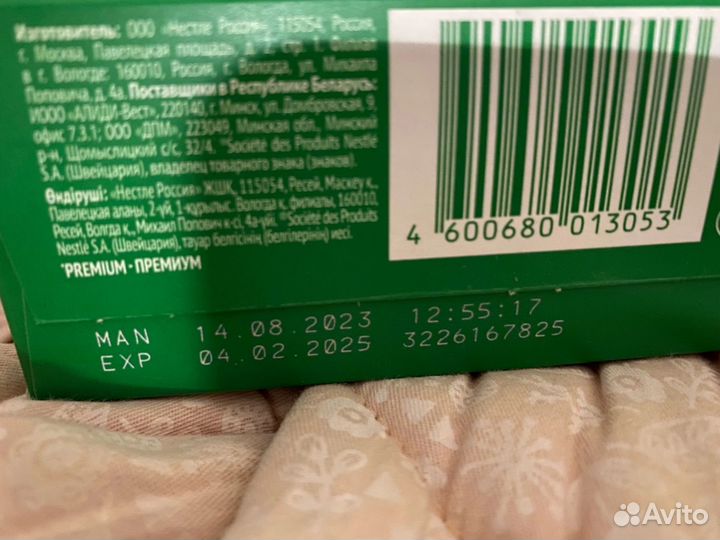 Изготовитель: ООО «Нестле Россия», 115054, Россия,
г. Москва, Павелецкая площадь, д. 2, стр. 1. Филиал
в г. Вологде: 160010, Россия, г. Вологда, ул. Михаила
Поповича, д. 4а. Поставщики в Республике Беларусь:
ИООО «АЛИДИ-Вест», 220140, г. Минск, ул. Домбровская, 9,
офис 7.3.1; ООО «ДПМ», 223049, Минская обл., Минский
р-н, Щомыслицкий с/с, 32/4. °Société des Produits Nestlé
S.A. (Швейцария), владелец товарного знака (знаков).
Өндіруші: «Нестле Россия» ЖШҚ, 115054, Ресей, Мәскеу к.,
Павелецкая алаңы, 2-үй, 1-құрылыс. Вологда к. филиалы, 160010,
Ресей, Вологда к., Михаил Попович к-сі, 4а-үй. °Société des Produits
Nestlé S.A. (Швейцария), тауар белгісінің (белгілерінің) иесі.
*PREMIUM - ПРЕМИУМ
4 600680 013053
MAN 14.08.2023 12:55:17
EXP 04.02.2025 3226167825
Avito